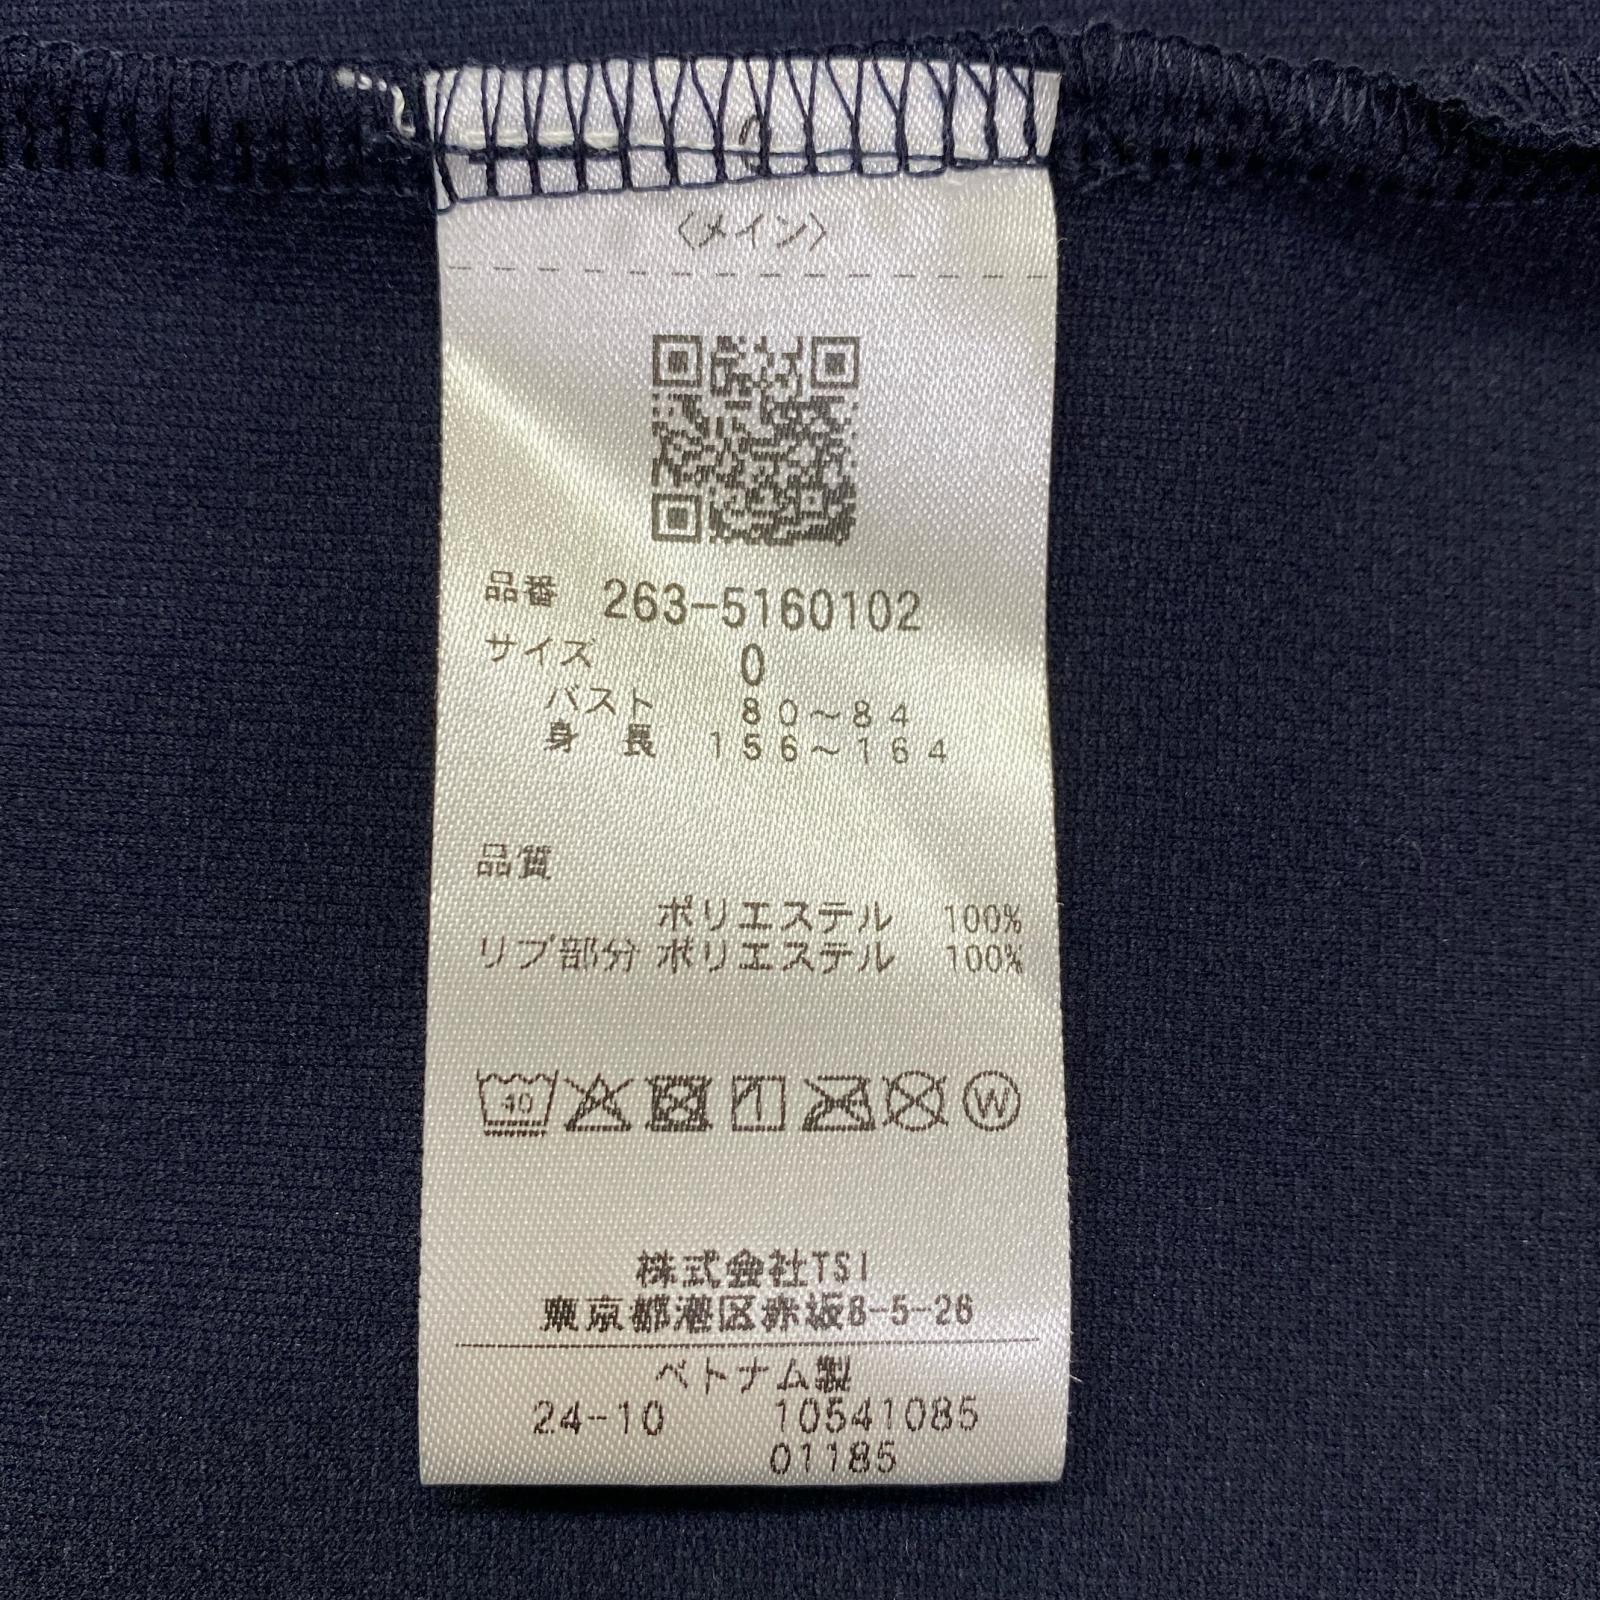 〈メイン〉
品番 263-5160102
サイズ 0
バスト 80～84
身長 156～164
品質
ポリエステル 100%
リブ部分 ポリエステル 100%
40 W
株式会社TSI
東京都港区赤坂8-5-26
ベトナム製
24-10 10541085
01185